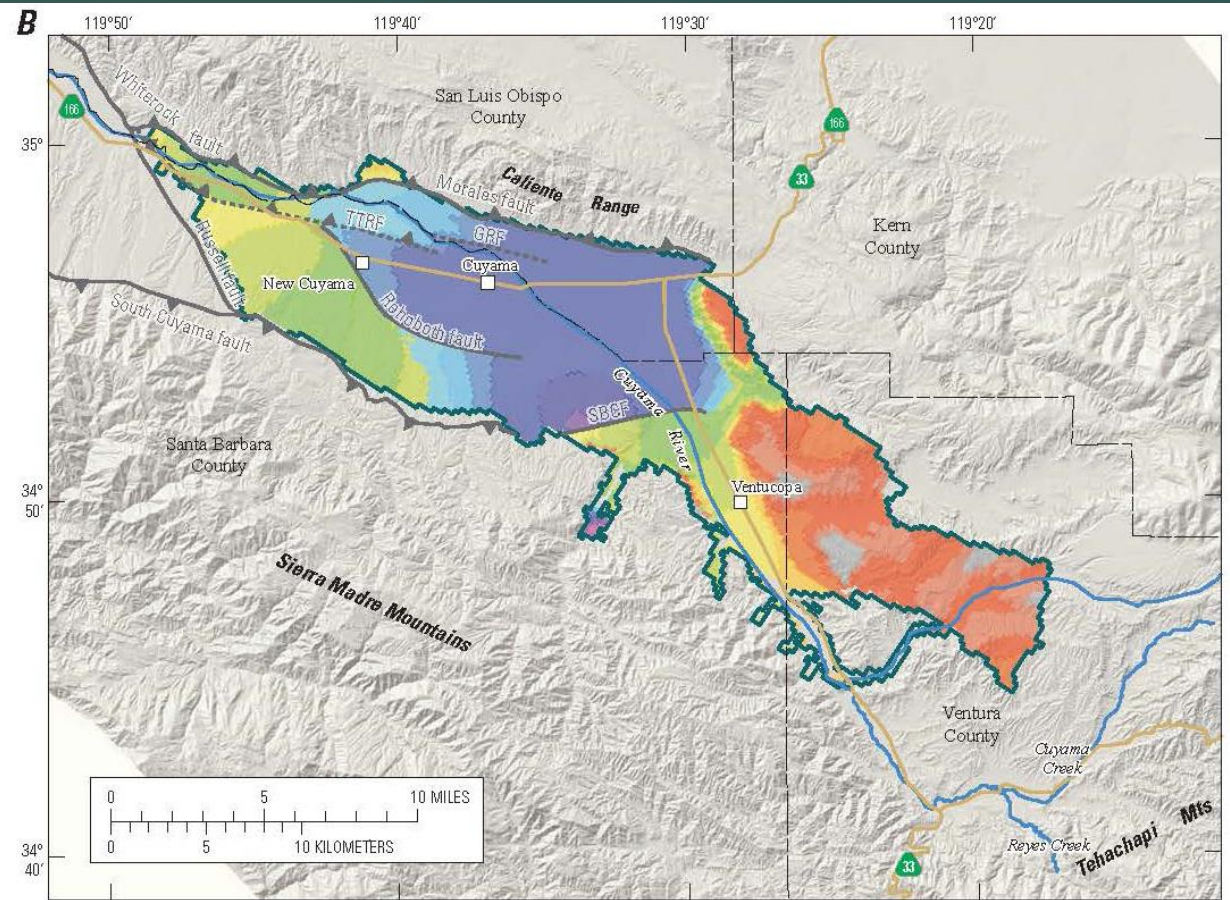 B
119°50′
119°40′
119°30′
119°20′
Whiterock fault
San Luis Obispo
County
166
166
35°
33
Caliente Range
Morales fault
Kern
County
TTRF
GRF
Russell fault
Cuyama
New Cuyama
Rehoboth fault
South Cuyama fault
Cuyama River
SBCF
Santa Barbara
County
34°
50′
Ventucopa
Sierra Madre Mountains
Ventura
County
Cuyama
Creek
0 5 10 MILES
0 5 10 KILOMETERS
Reyes Creek
Tehachapi Mts
34°
40′
33